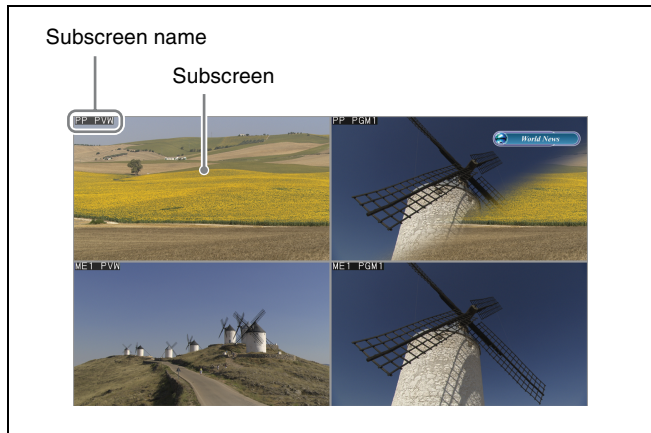 Subscreen name
Subscreen
PP PVW
PP PGM1
World News
ME1 PVW
ME1 PGM1